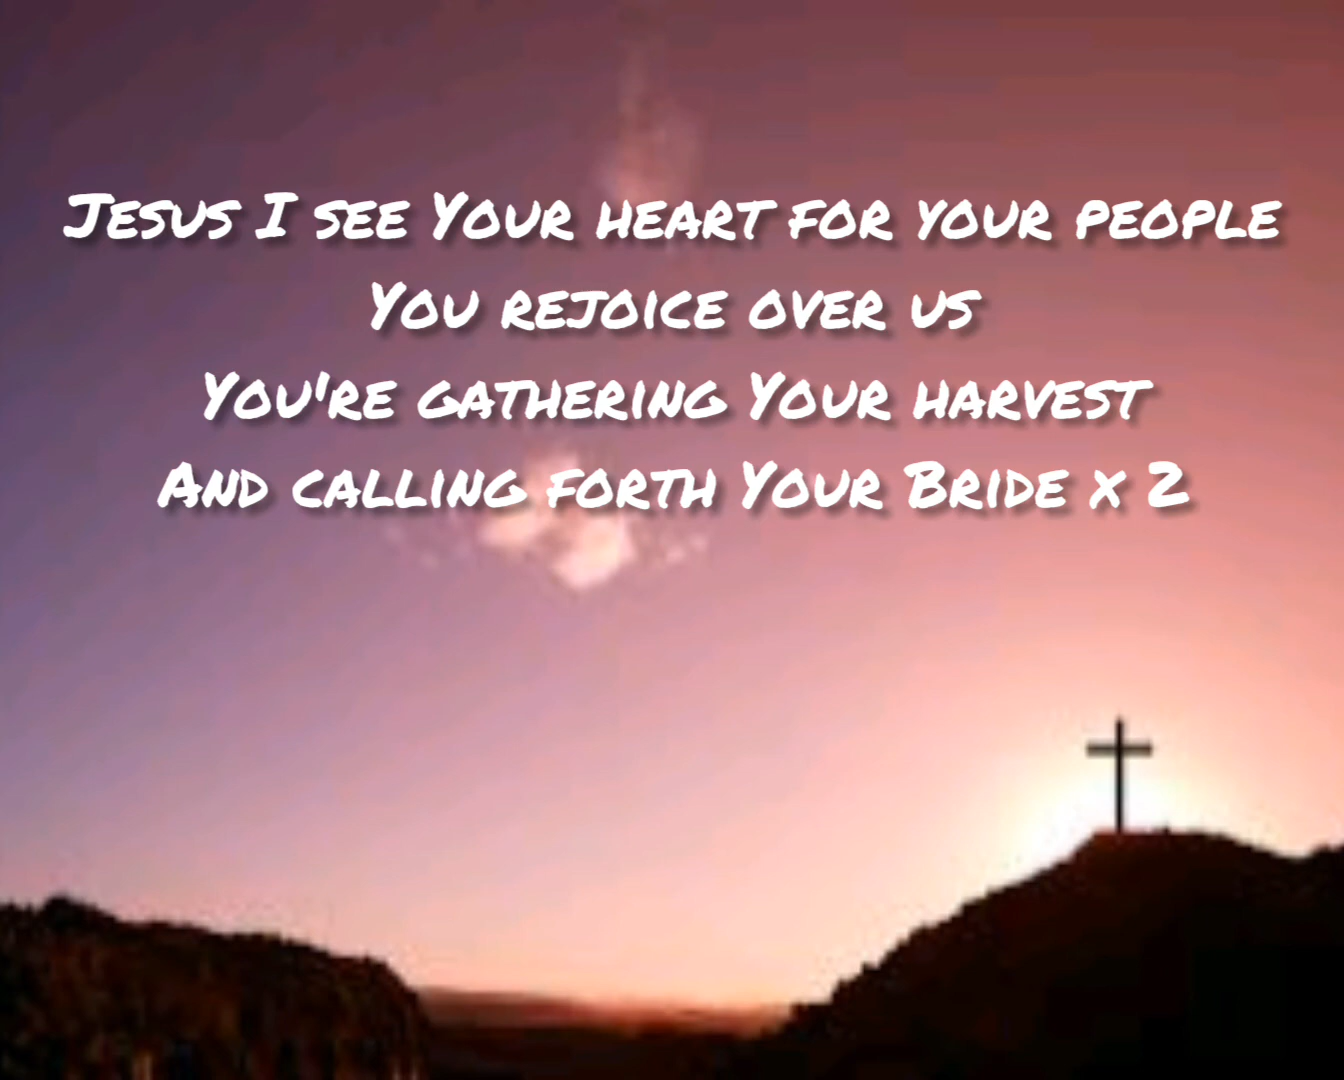 Jesus I see Your heart for your people
You rejoice over us
You're gathering Your harvest
And calling forth Your Bride x 2